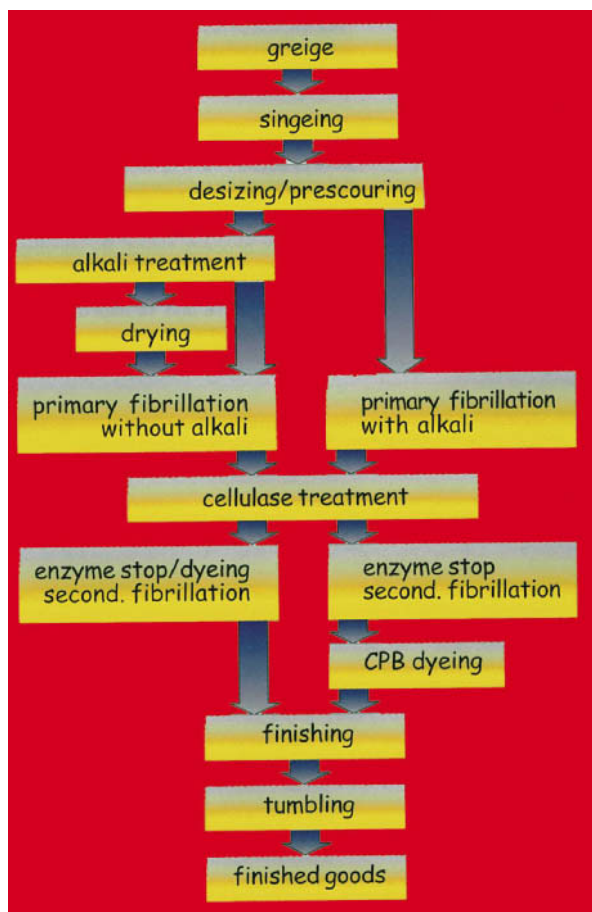 greige
singeing
desizing/prescouring
alkali treatment
drying
primary fibrillation
without alkali
primary fibrillation
with alkali
cellulase treatment
enzyme stop/dyeing
second. fibrillation
enzyme stop
second. fibrillation
CPB dyeing
finishing
tumbling
finished goods